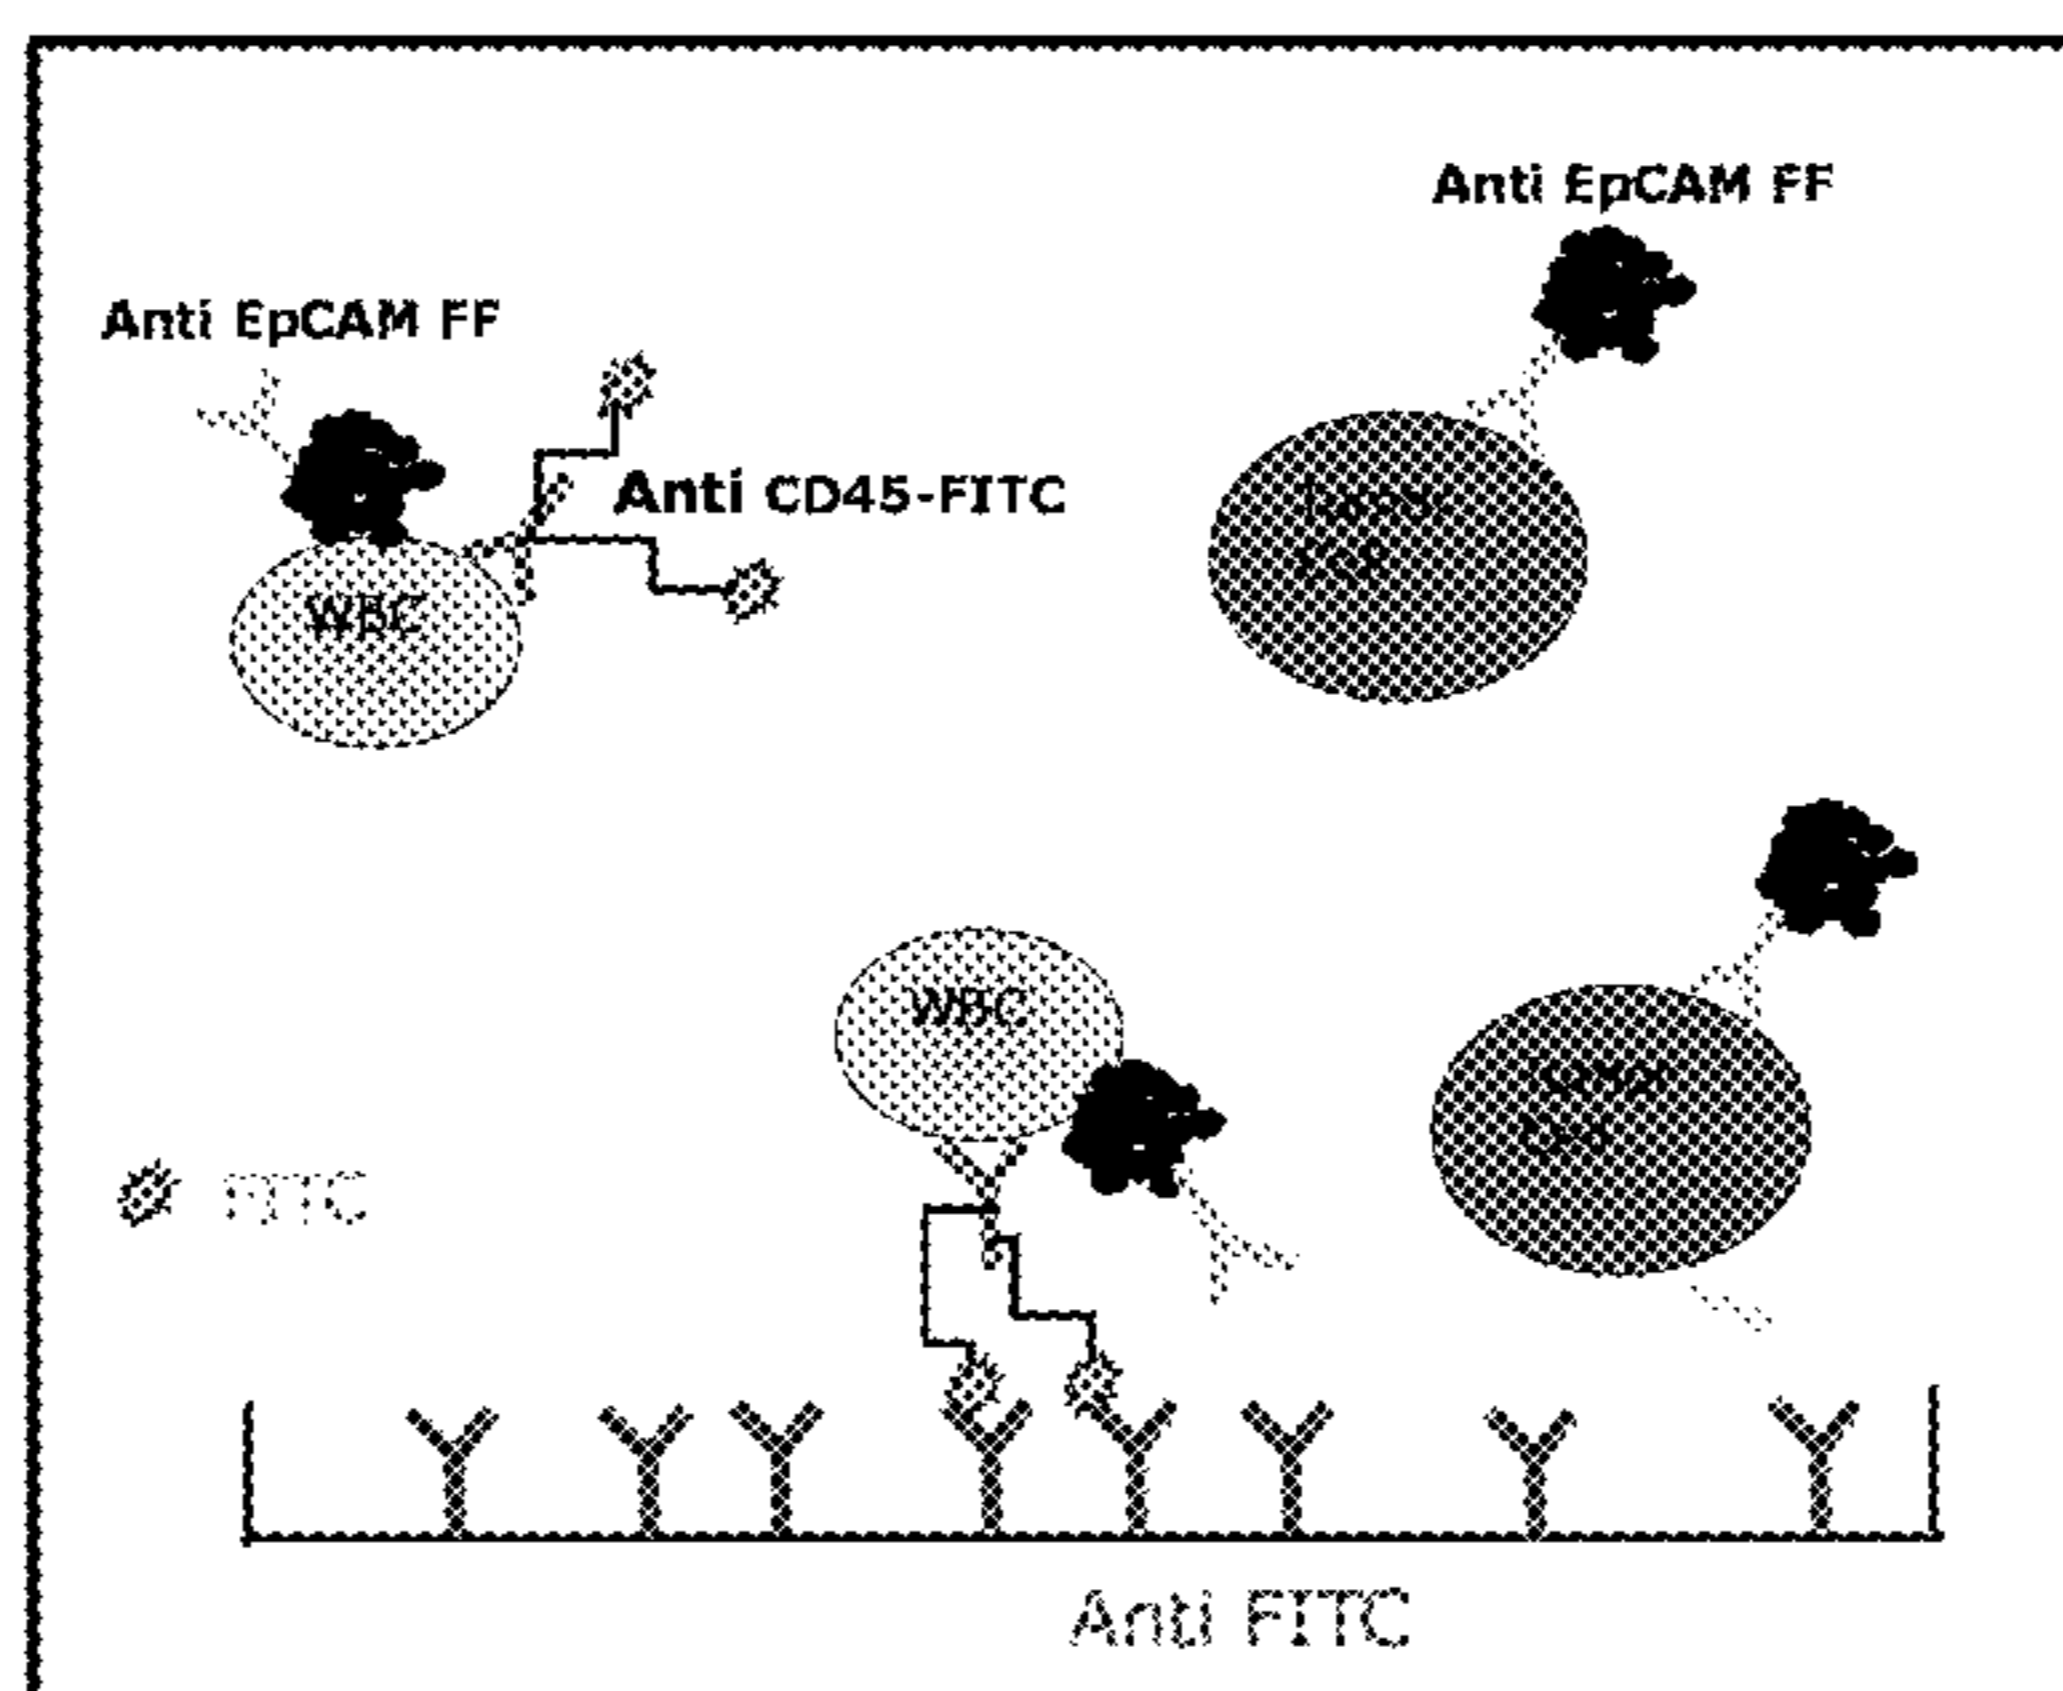 Anti EpCAM FF
Anti EpCAM FF
Anti CD45-FITC
WBC
WBC
FITC
Anti FITC